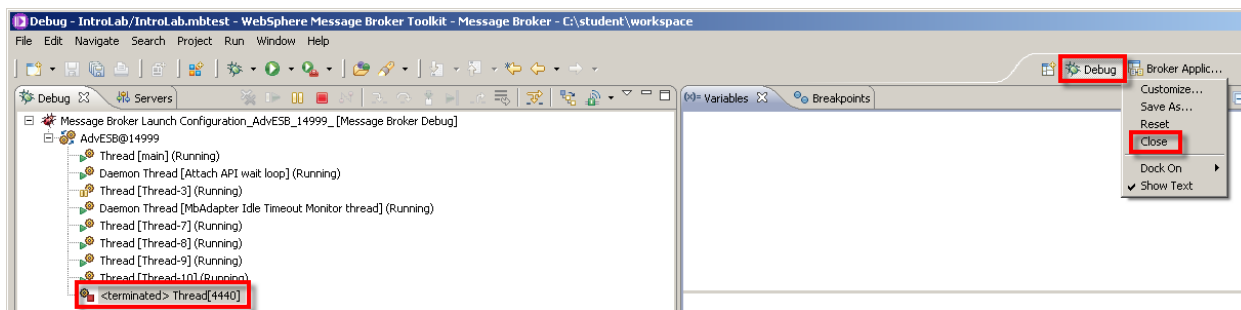 Debug - IntroLab/IntroLab.mbtest - WebSphere Message Broker Toolkit - Message Broker - C:\student\workspace
File Edit Navigate Search Project Run Window Help
Debug Broker Applic...
Debug Servers
(x)= Variables Breakpoints
Customize...
Save As...
Reset
Close
Dock On
Show Text
Message Broker Launch Configuration_AdvESB_14999_ [Message Broker Debug]
AdvESB@14999
Thread [main] (Running)
Daemon Thread [Attach API wait loop] (Running)
Thread [Thread-3] (Running)
Daemon Thread [MbAdapter Idle Timeout Monitor thread] (Running)
Thread [Thread-7] (Running)
Thread [Thread-8] (Running)
Thread [Thread-9] (Running)
Thread [Thread-10] (Running)
<terminated> Thread[4440]